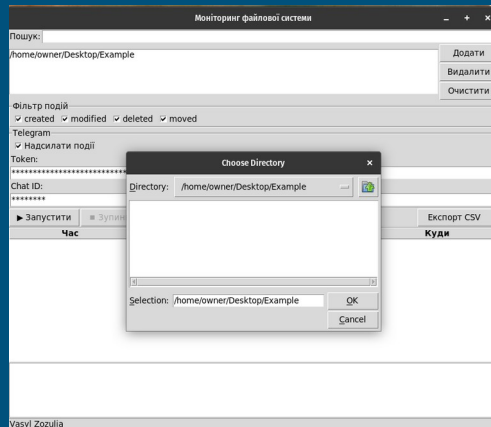 Моніторинг файлової системи
Пошук:
/home/owner/Desktop/Example
Додати
Видалити
Очистити
Фільтр подій
created modified deleted moved
Telegram
Надсилати події
Token:
***************************
Chat ID:
********
▶ Запустити ■ Зупин
Експорт CSV
Час Куди
Choose Directory
Directory: /home/owner/Desktop/Example
Selection: /home/owner/Desktop/Example
OK
Cancel
Vasyl Zozulia